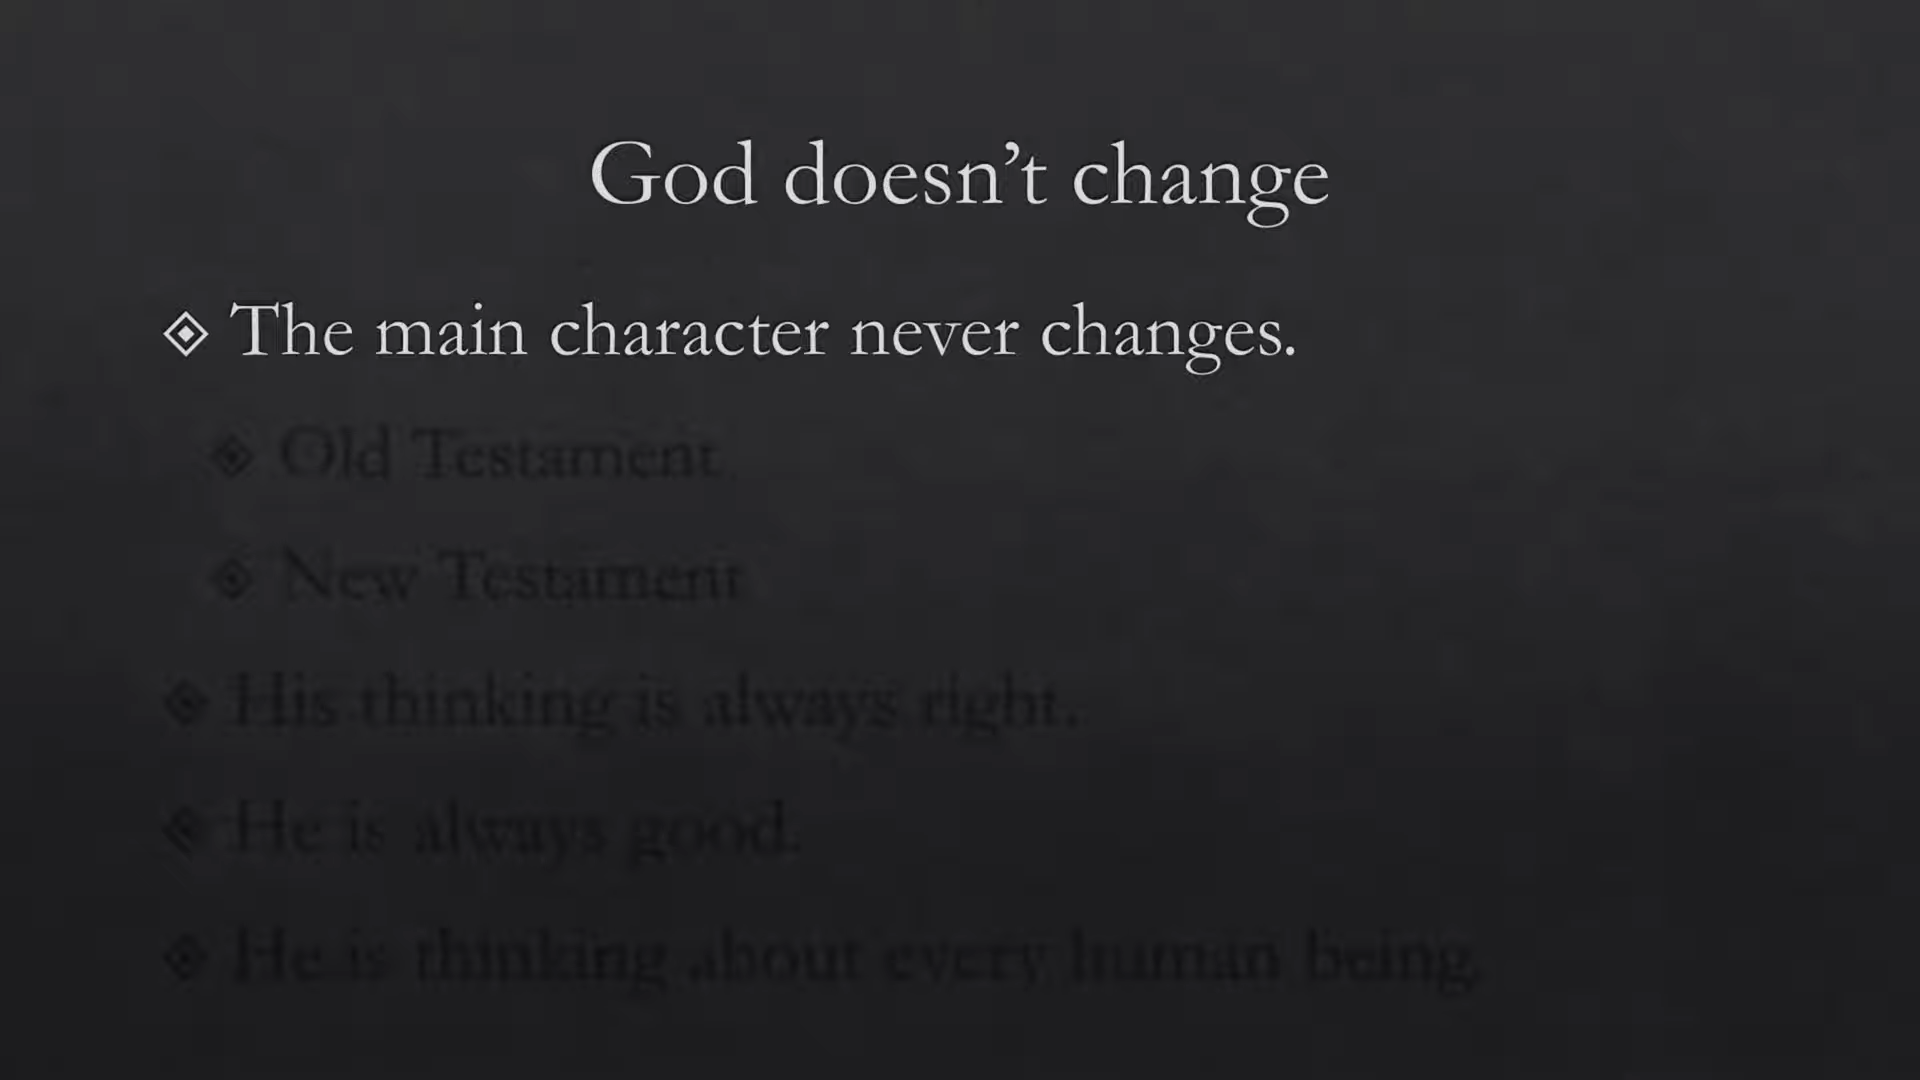 God doesn’t change
The main character never changes.
Old Testament
New Testament
His thinking is always right.
He is always good.
He is thinking about every human being.